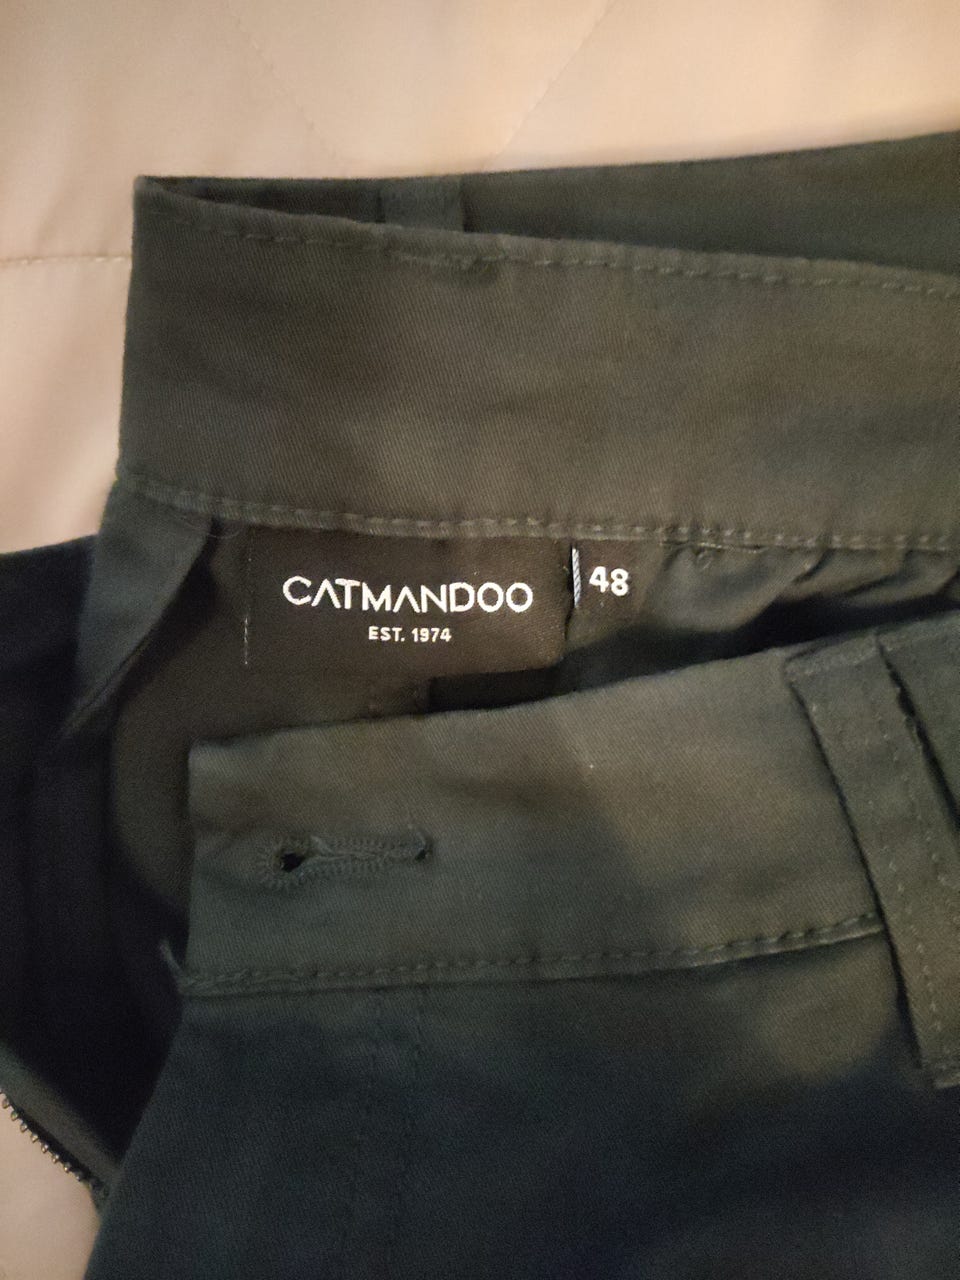 CATMANDOO
EST. 1974
48